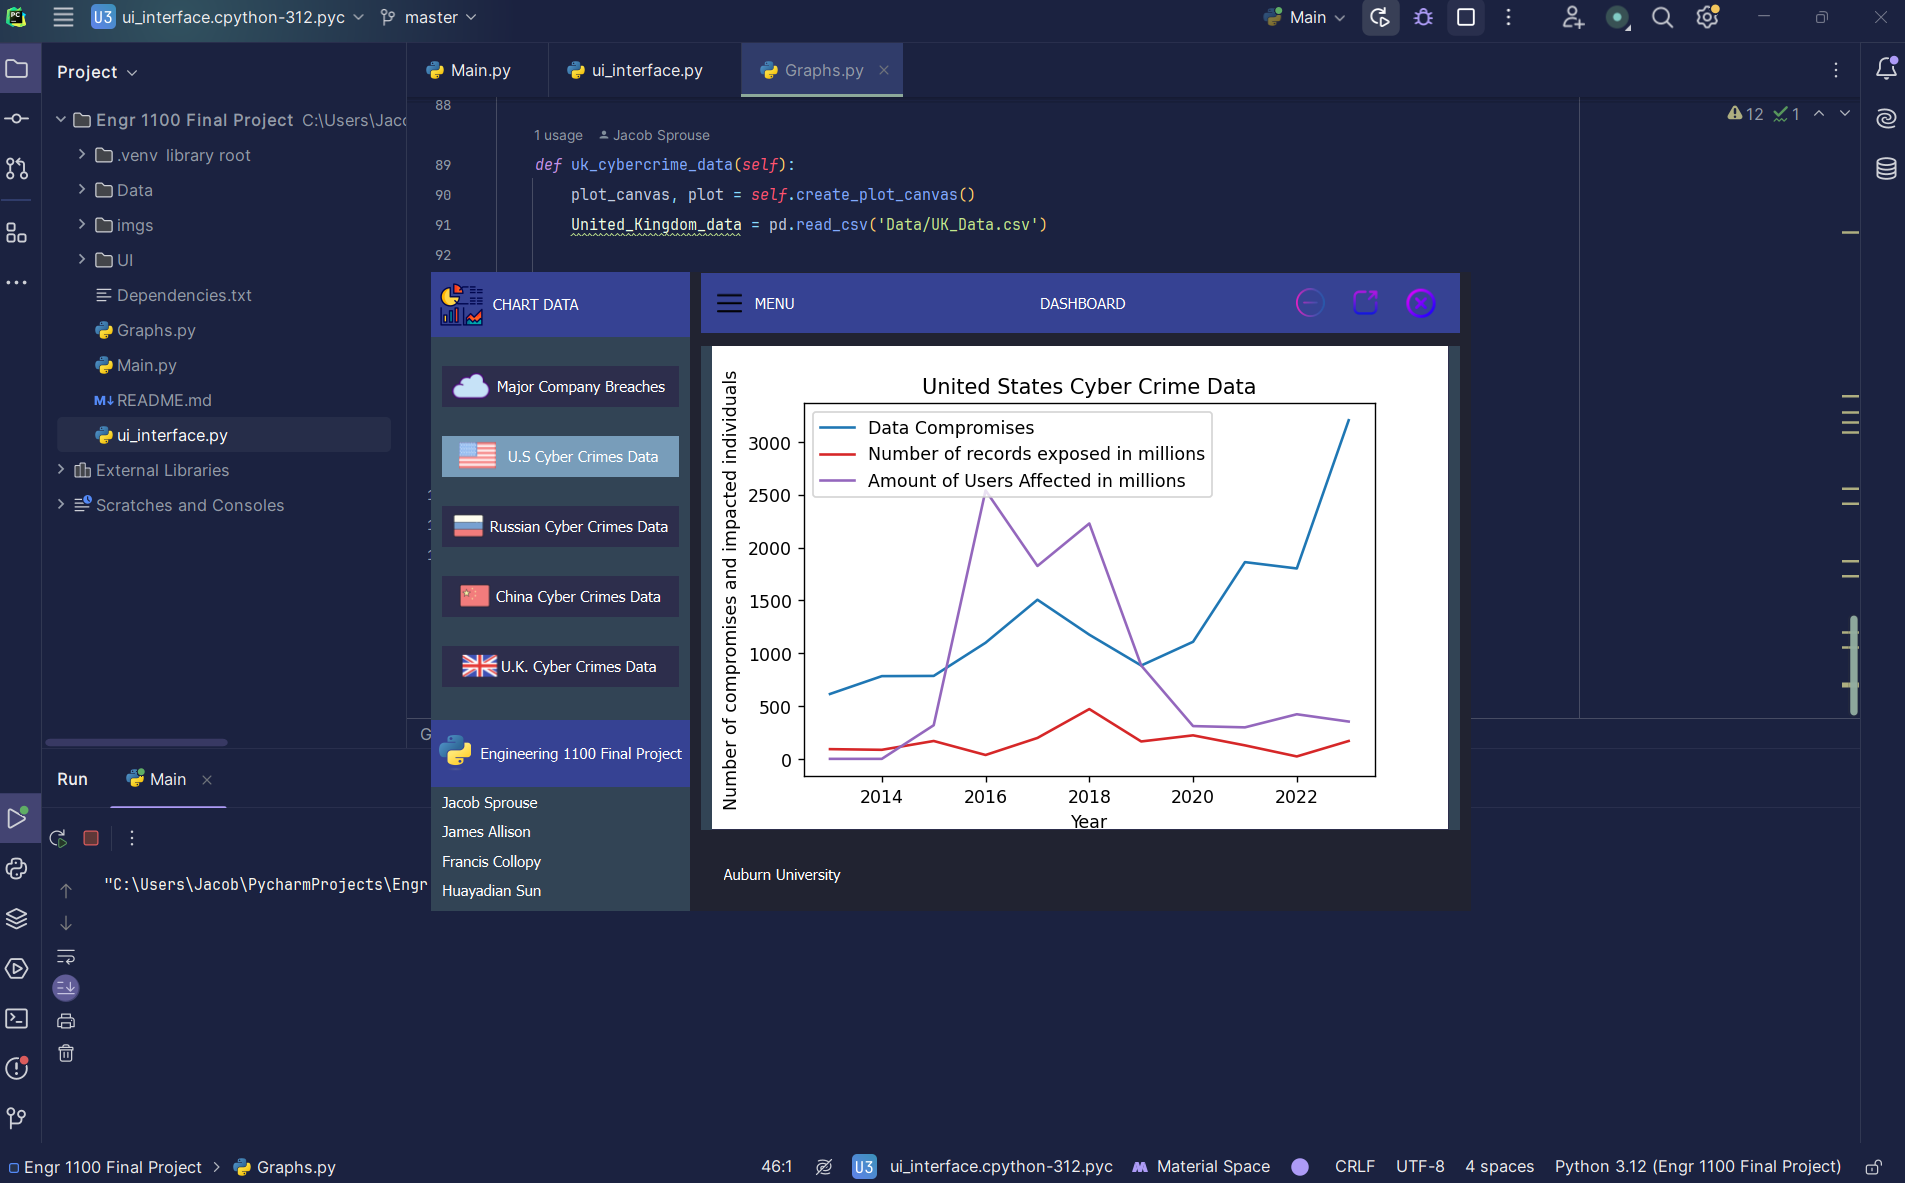 U3 ui_interface.cpython-312.pyc master Main
Project
Main.py ui_interface.py Graphs.py
Engr 1100 Final Project C:\Users\Jac
.venv library root
Data
imgs
UI
Dependencies.txt
Graphs.py
Main.py
M↓ README.md
ui_interface.py
External Libraries
Scratches and Consoles
12 1
88
1 usage Jacob Sprouse
89 def uk_cybercrime_data(self):
90 plot_canvas, plot = self.create_plot_canvas()
91 United_Kingdom_data = pd.read_csv('Data/UK_Data.csv')
92
CHART DATA
Major Company Breaches
U.S Cyber Crimes Data
Russian Cyber Crimes Data
China Cyber Crimes Data
U.K. Cyber Crimes Data
Engineering 1100 Final Project
Jacob Sprouse
James Allison
Francis Collopy
Huayadian Sun
MENU DASHBOARD
United States Cyber Crime Data
Data Compromises
Number of records exposed in millions
Amount of Users Affected in millions
Number of compromises and impacted individuals
3000
2500
2000
1500
1000
500
0
2014 2016 2018 2020 2022
Year
Auburn University
G
Run Main
"C:\Users\Jacob\PycharmProjects\Engr
Engr 1100 Final Project > Graphs.py 46:1 U3 ui_interface.cpython-312.pyc Material Space CRLF UTF-8 4 spaces Python 3.12 (Engr 1100 Final Project)